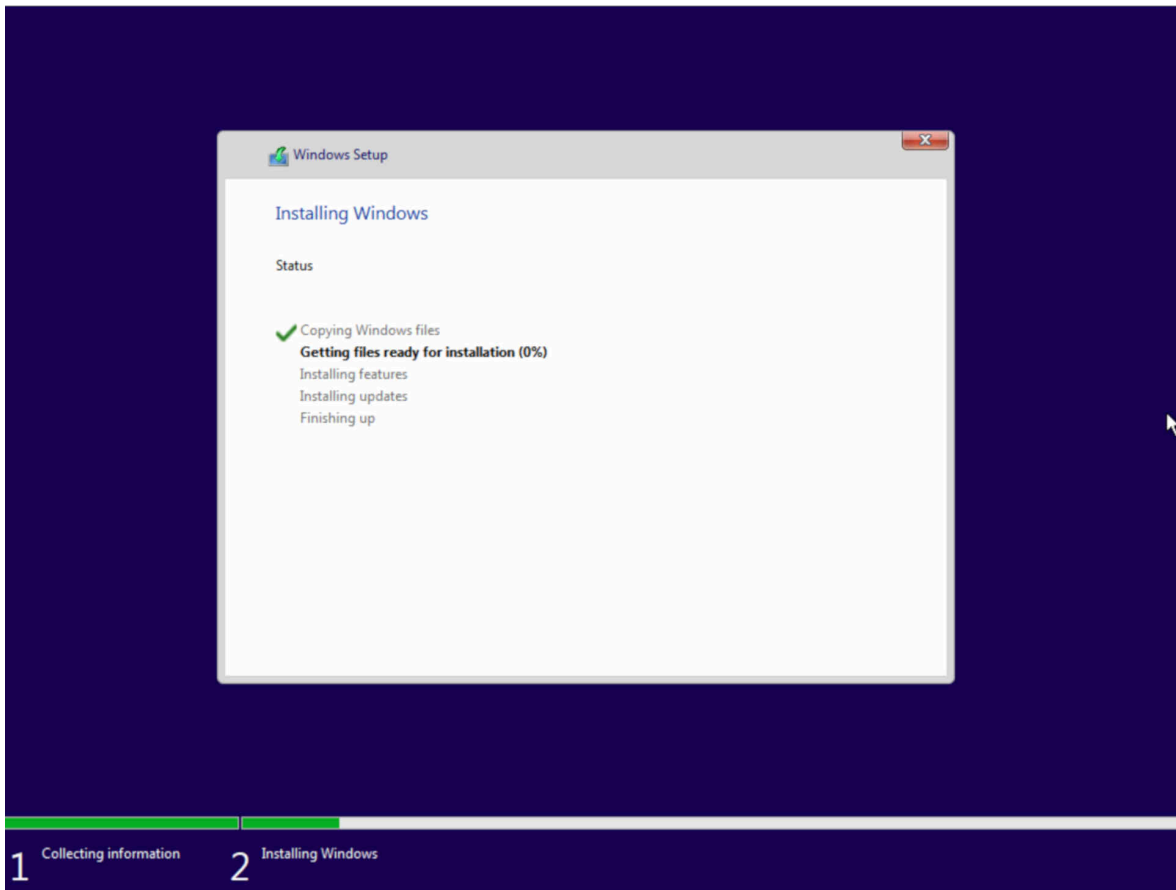 Windows Setup
Installing Windows
Status
Copying Windows files
Getting files ready for installation (0%)
Installing features
Installing updates
Finishing up
1 Collecting information 2 Installing Windows